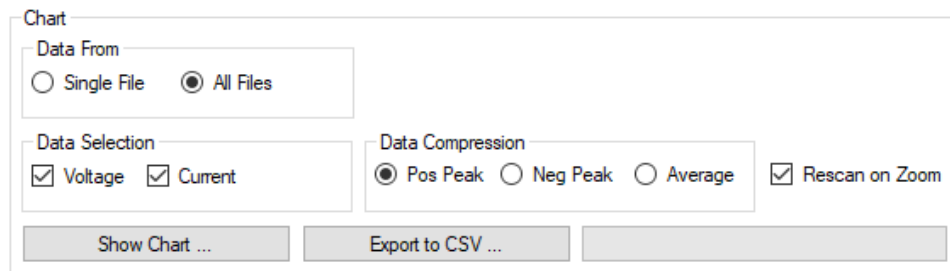 Chart
Data From
Single File All Files
Data Selection Data Compression
Voltage Current Pos Peak Neg Peak Average Rescan on Zoom
Show Chart ... Export to CSV ...